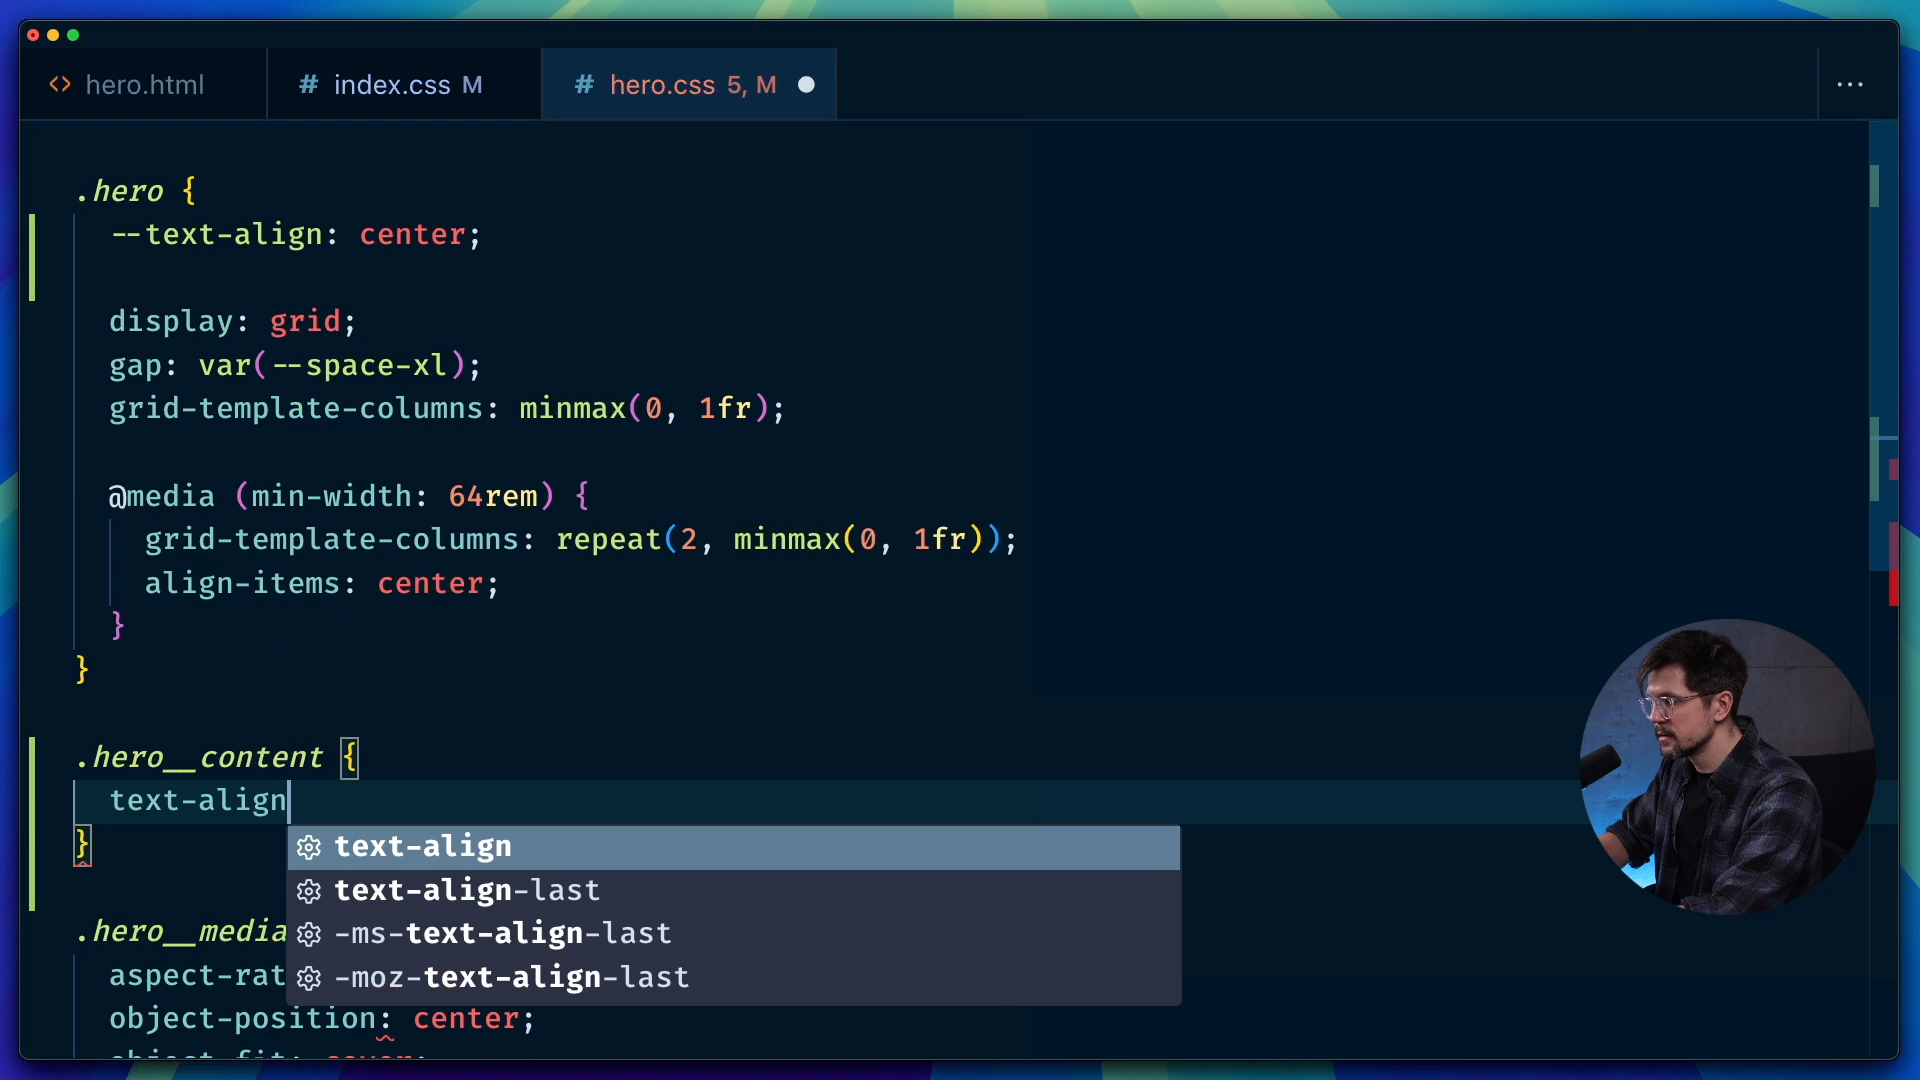 hero.html
# index.css M
# hero.css 5, M
.hero {
--text-align: center;
display: grid;
gap: var(--space-xl);
grid-template-columns: minmax(0, 1fr);
@media (min-width: 64rem) {
grid-template-columns: repeat(2, minmax(0, 1fr));
align-items: center;
}
}
.hero__content {
text-align
}
text-align
text-align-last
-ms-text-align-last
-moz-text-align-last
.hero__media
aspect-rat
object-position: center;
object-fit: cover;